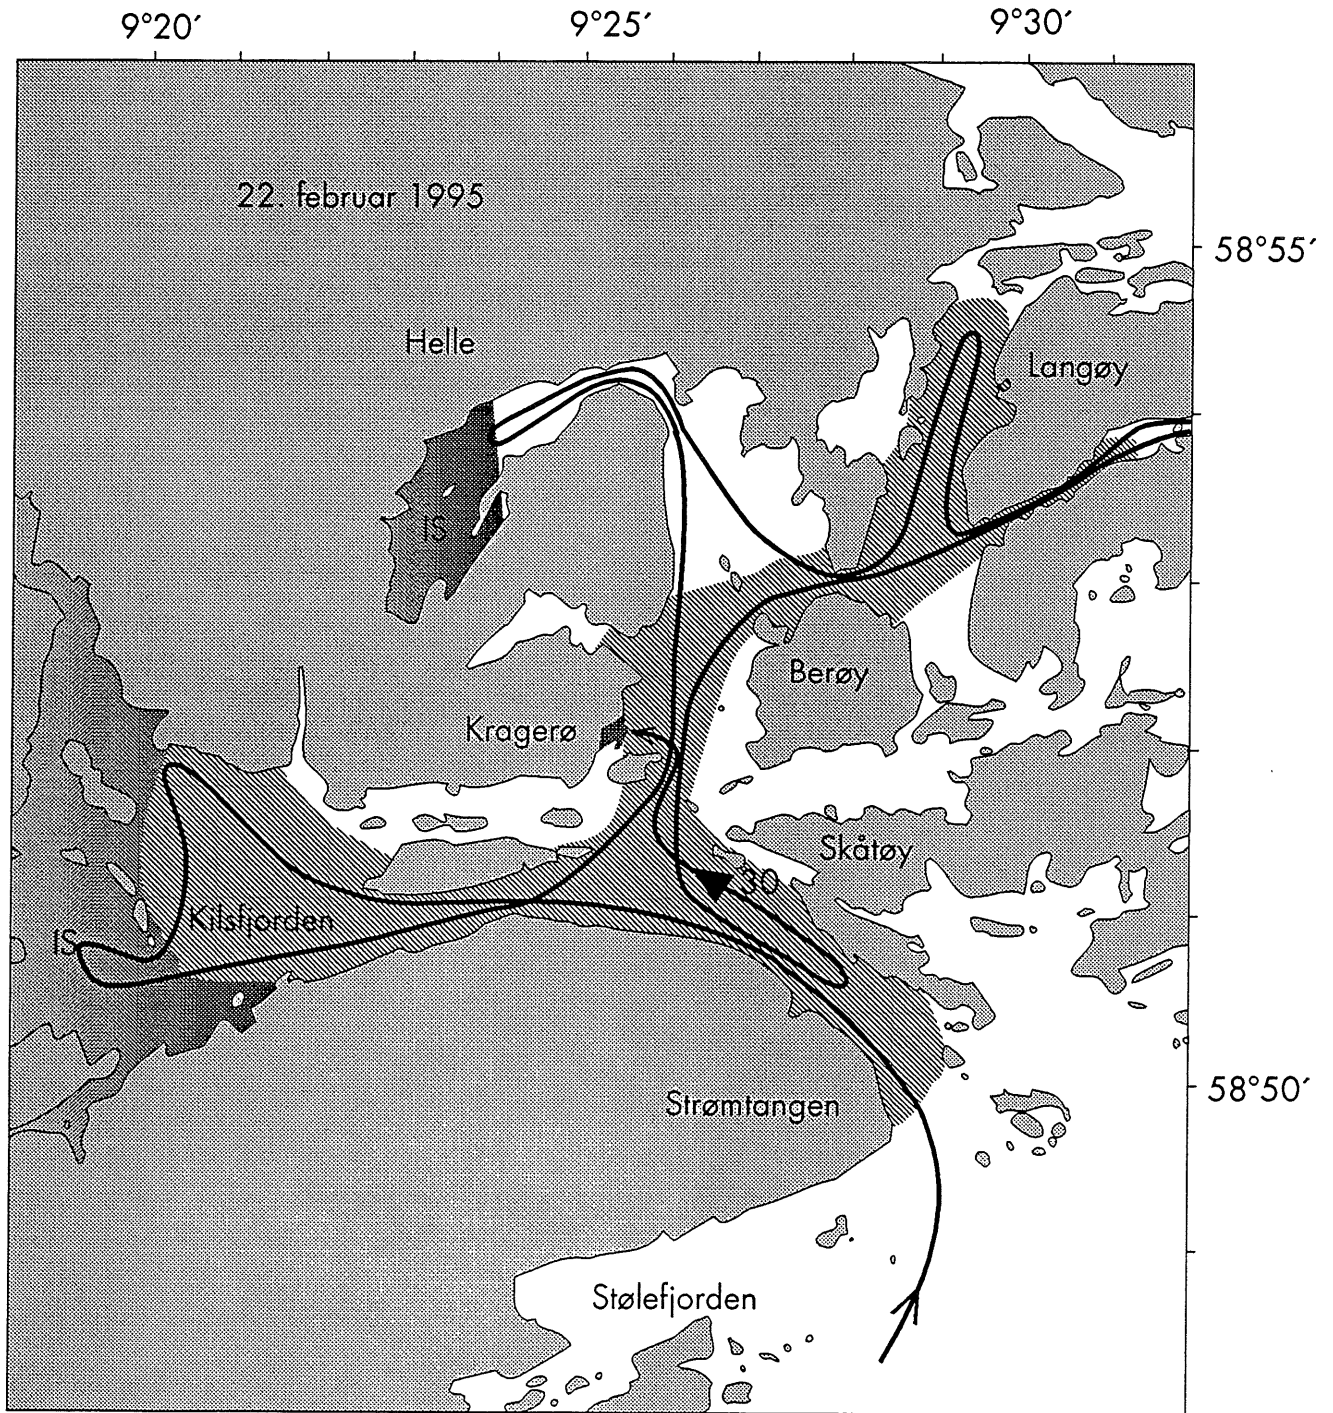 9°20′ 9°25′ 9°30′
22. februar 1995
58°55′
Helle
Langøy
IS
Berøy
Kragerø
Skåtøy
30
Kilsfjorden
IS
58°50′
Strømtangen
Stølefjorden